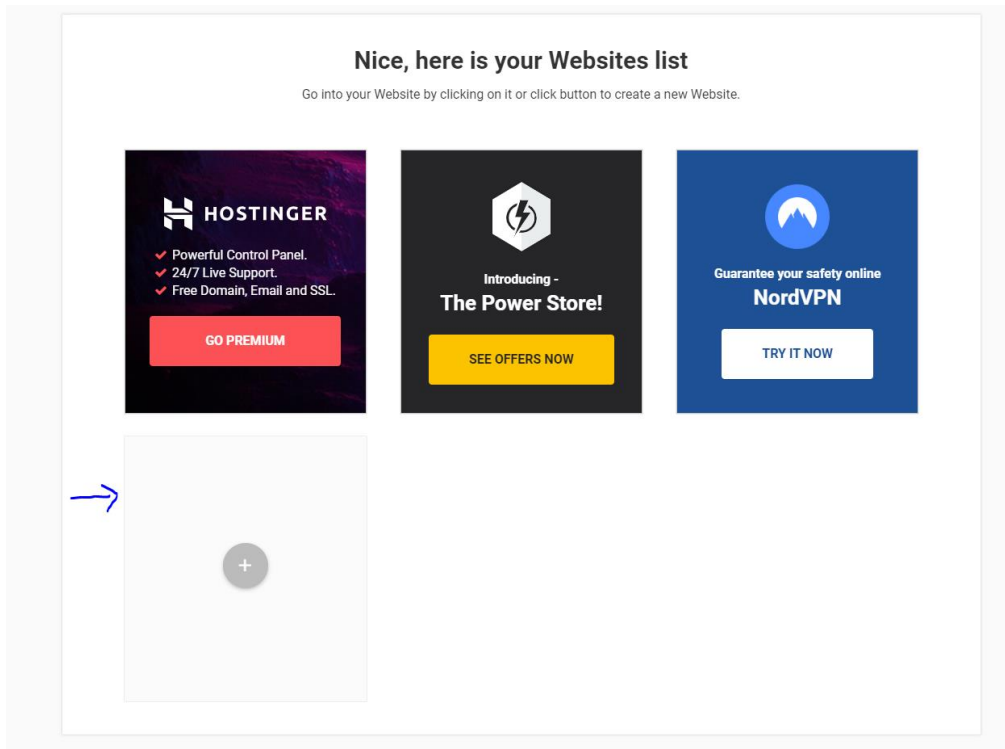 Nice, here is your Websites list
Go into your Website by clicking on it or click button to create a new Website.
HOSTINGER
Powerful Control Panel.
24/7 Live Support.
Free Domain, Email and SSL.
GO PREMIUM
Introducing -
The Power Store!
SEE OFFERS NOW
Guarantee your safety online
NordVPN
TRY IT NOW
+